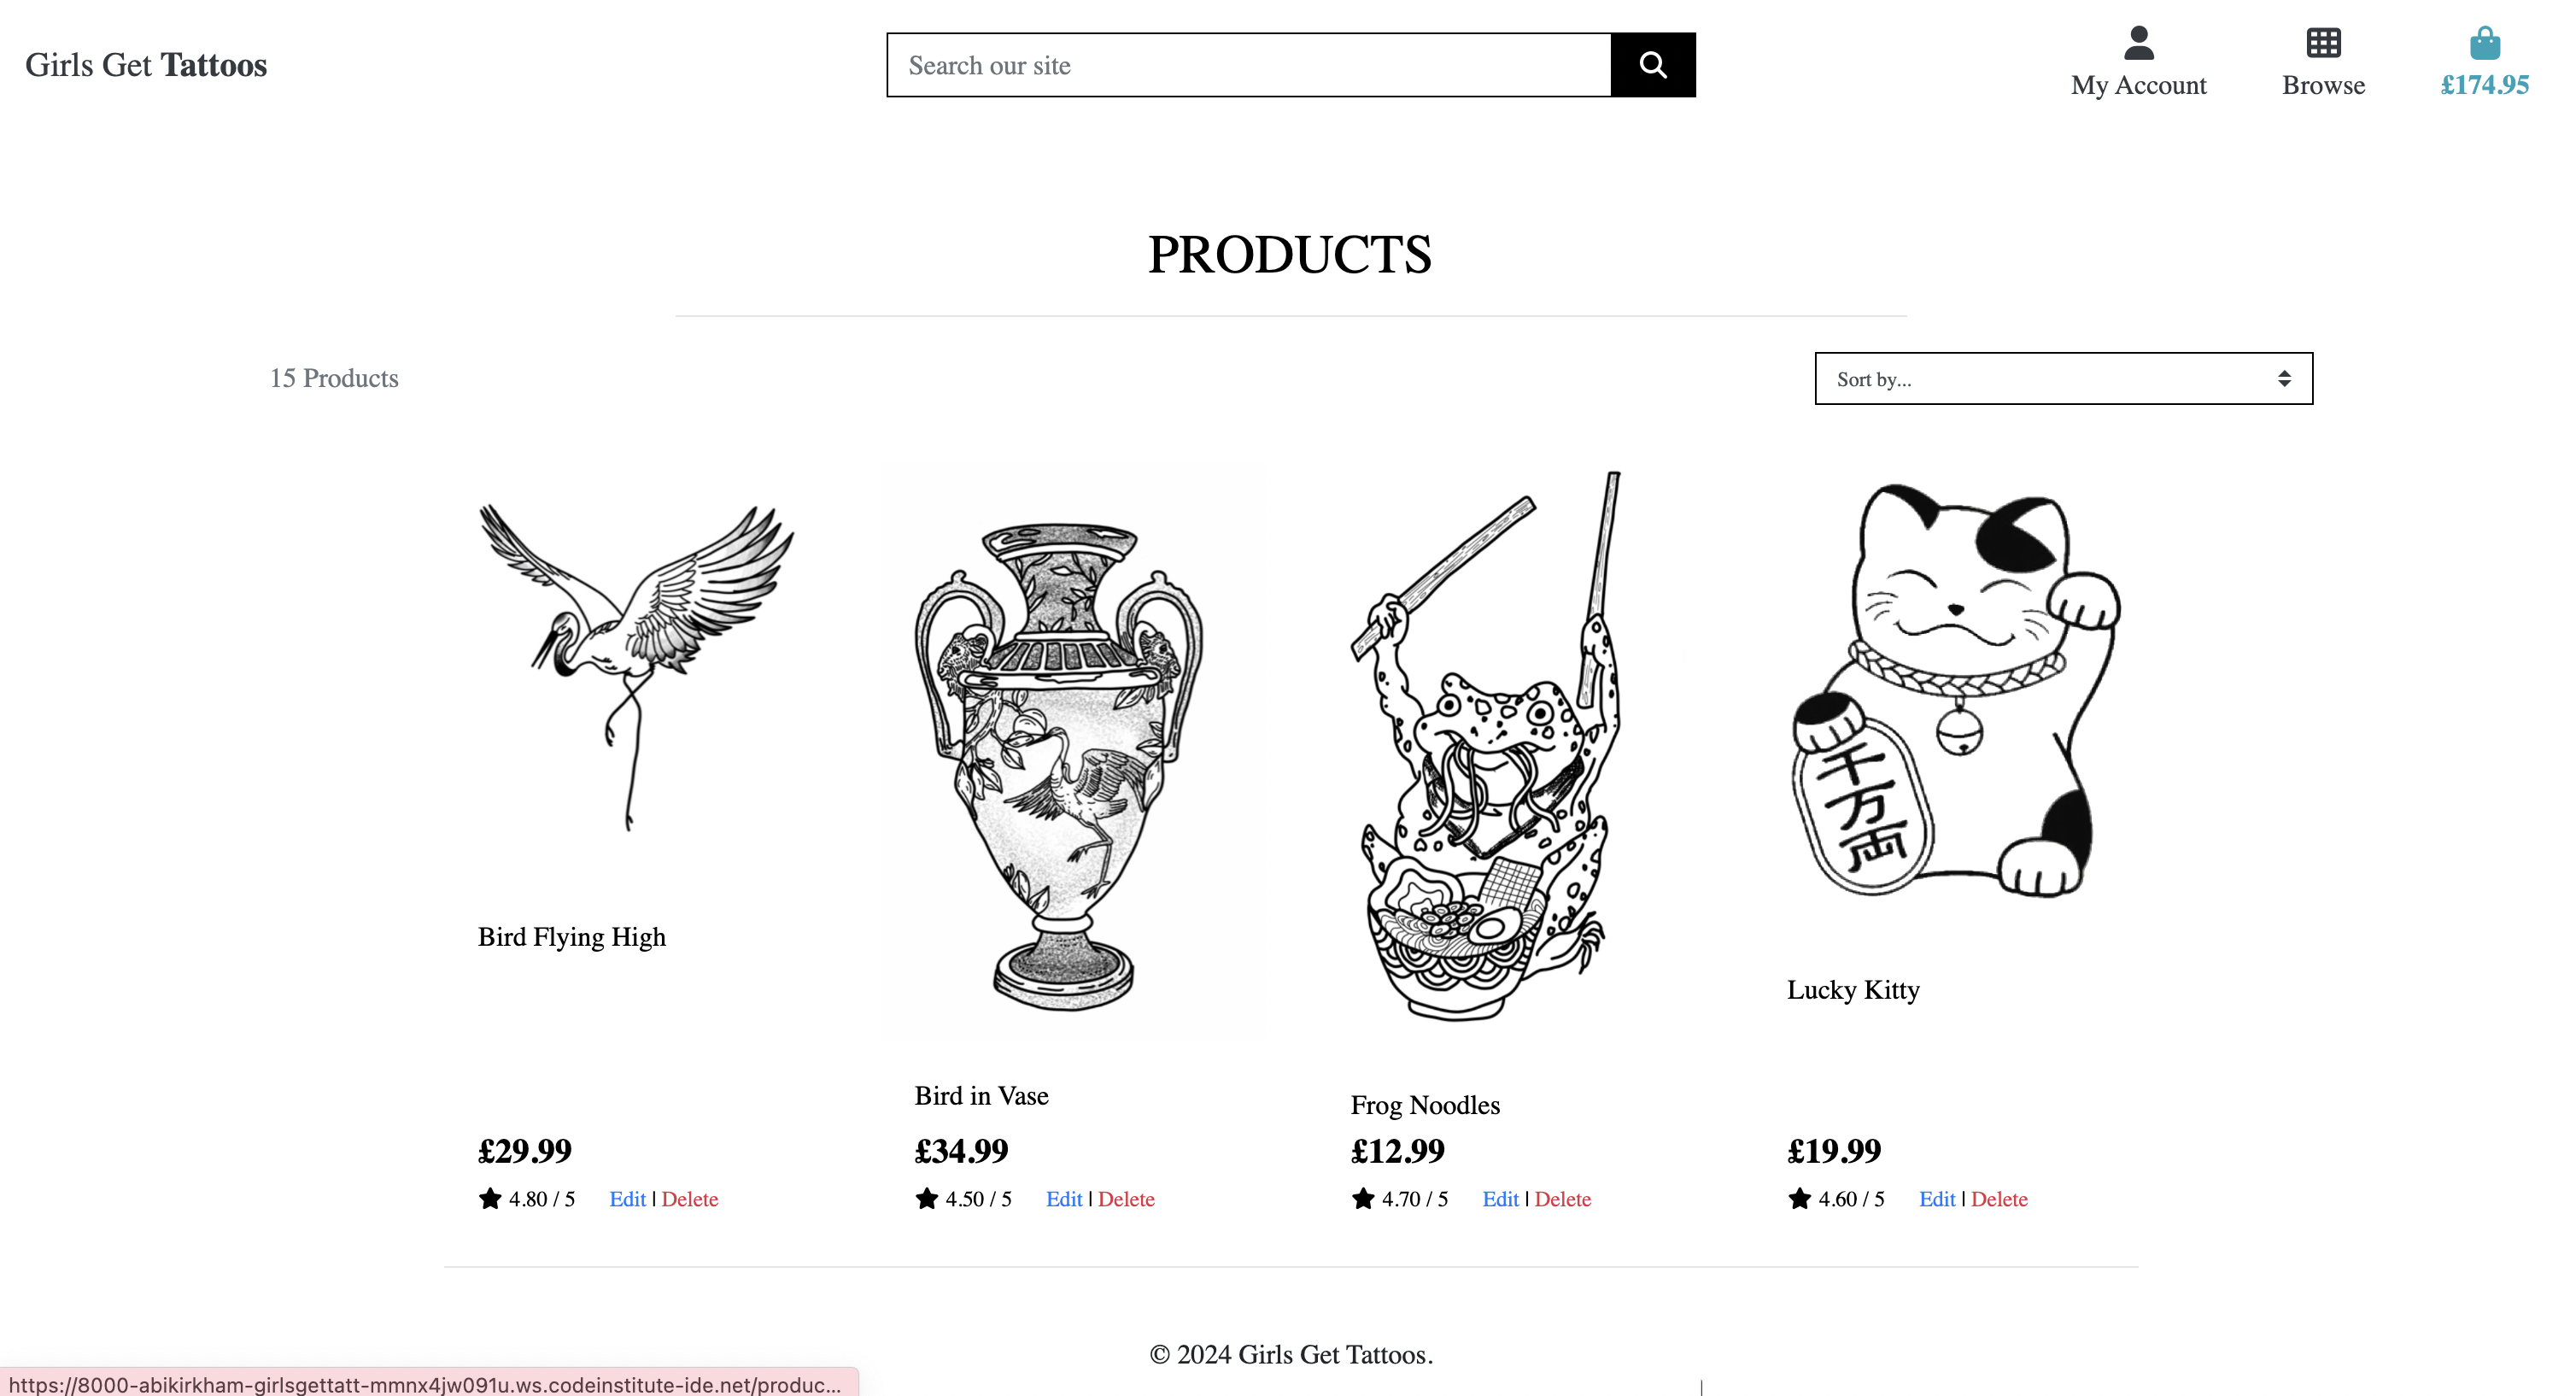 Girls Get Tattoos
Search our site
My Account
Browse
£174.95
PRODUCTS
15 Products
Sort by...
千万両
Bird Flying High
Lucky Kitty
Bird in Vase
Frog Noodles
£29.99
£34.99
£12.99
£19.99
4.80 / 5 Edit | Delete
4.50 / 5 Edit | Delete
4.70 / 5 Edit | Delete
4.60 / 5 Edit | Delete
© 2024 Girls Get Tattoos.
https://8000-abikirkham-girlsgettatt-mmnx4jw091u.ws.codeinstitute-ide.net/produc...